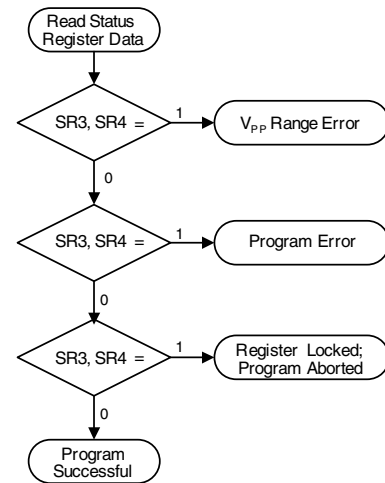 Read Status
Register Data
SR3, SR4 =
1
V_PP Range Error
0
SR3, SR4 =
1
Program Error
0
SR3, SR4 =
1
Register Locked;
Program Aborted
0
Program
Successful